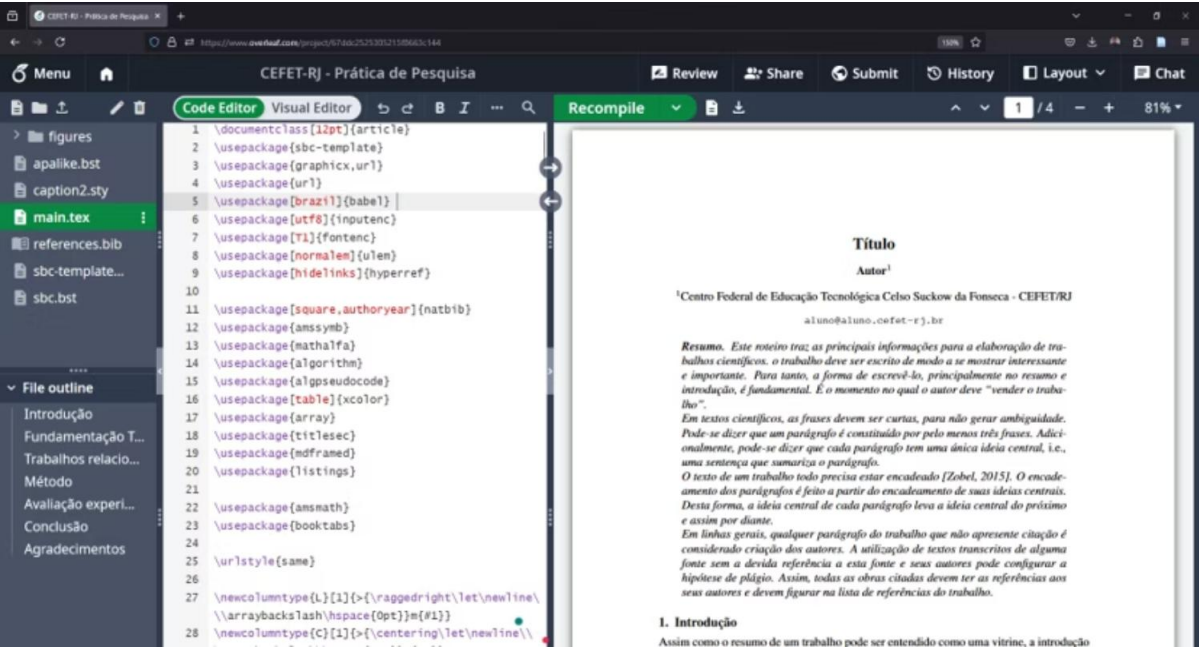 CEFET-RJ - Prática de Pesquisa
Menu
CEFET-RJ - Prática de Pesquisa
Review
Share
Submit
History
Layout
Chat
Code Editor
Visual Editor
B
I
Recompile
1 / 4
81%
150%
figures
apalike.bst
caption2.sty
main.tex
references.bib
sbc-template...
sbc.bst
File outline
Introdução
Fundamentação T...
Trabalhos relacio...
Método
Avaliação experi...
Conclusão
Agradecimentos
1 \documentclass[12pt]{article}
2 \usepackage{sbc-template}
3 \usepackage{graphicx,url}
4 \usepackage{url}
5 \usepackage[brazil]{babel}
6 \usepackage[utf8]{inputenc}
7 \usepackage[T1]{fontenc}
8 \usepackage[normalem]{ulem}
9 \usepackage[hidelinks]{hyperref}
10
11 \usepackage[square,authoryear]{natbib}
12 \usepackage{amssymb}
13 \usepackage{mathalfa}
14 \usepackage{algorithm}
15 \usepackage{algpseudocode}
16 \usepackage[table]{xcolor}
17 \usepackage{array}
18 \usepackage{titlesec}
19 \usepackage{mdframed}
20 \usepackage{listings}
21
22 \usepackage{amsmath}
23 \usepackage{booktabs}
24
25 \urlstyle{same}
26
27 \newcolumntype{L}[1]{>{\raggedright\let\newline\
\\arraybackslash\hspace{0pt}}m{#1}}
28 \newcolumntype{C}[1]{>{\centering\let\newline\\
Título
Autor¹
¹Centro Federal de Educação Tecnológica Celso Suckow da Fonseca - CEFET/RJ
aluno@aluno.cefet-rj.br
Resumo. Este roteiro traz as principais informações para a elaboração de tra-
balhos científicos. o trabalho deve ser escrito de modo a se mostrar interessante
e importante. Para tanto, a forma de escrevê-lo, principalmente no resumo e
introdução, é fundamental. É o momento no qual o autor deve “vender o traba-
lho”.
Em textos científicos, as frases devem ser curtas, para não gerar ambiguidade.
Pode-se dizer que um parágrafo é constituído por pelo menos três frases. Adici-
onalmente, pode-se dizer que cada parágrafo tem uma única ideia central, i.e.,
uma sentença que sumariza o parágrafo.
O texto de um trabalho todo precisa estar encadeado [Zobel, 2015]. O encade-
amento dos parágrafos é feito a partir do encadeamento de suas ideias centrais.
Desta forma, a ideia central de cada parágrafo leva a ideia central do próximo
e assim por diante.
Em linhas gerais, qualquer parágrafo do trabalho que não apresente citação é
considerado criação dos autores. A utilização de textos transcritos de alguma
fonte sem a devida referência a esta fonte e seus autores pode configurar a
hipótese de plágio. Assim, todas as obras citadas devem ter as referências aos
seus autores e devem figurar na lista de referências do trabalho.
1. Introdução
Assim como o resumo de um trabalho pode ser entendido como uma vitrine, a introdução